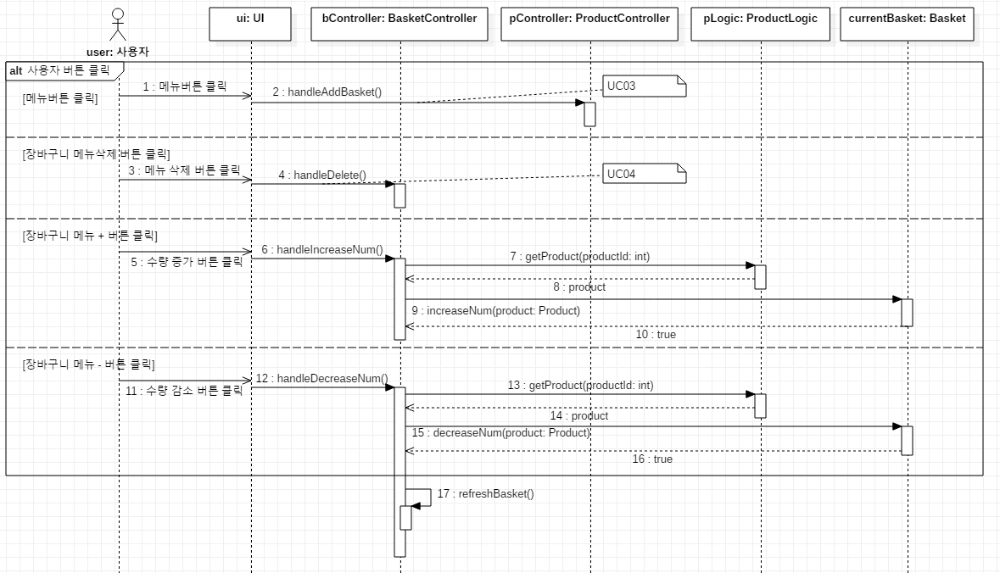 user: 사용자
ui: UI
bController: BasketController
pController: ProductController
pLogic: ProductLogic
currentBasket: Basket
alt 사용자 버튼 클릭
[메뉴버튼 클릭]
1 : 메뉴버튼 클릭
2 : handleAddBasket()
UC03
[장바구니 메뉴삭제 버튼 클릭]
3 : 메뉴 삭제 버튼 클릭
4 : handleDelete()
UC04
[장바구니 메뉴 + 버튼 클릭]
5 : 수량 증가 버튼 클릭
6 : handleIncreaseNum()
7 : getProduct(productId: int)
8 : product
9 : increaseNum(product: Product)
10 : true
[장바구니 메뉴 - 버튼 클릭]
11 : 수량 감소 버튼 클릭
12 : handleDecreaseNum()
13 : getProduct(productId: int)
14 : product
15 : decreaseNum(product: Product)
16 : true
17 : refreshBasket()